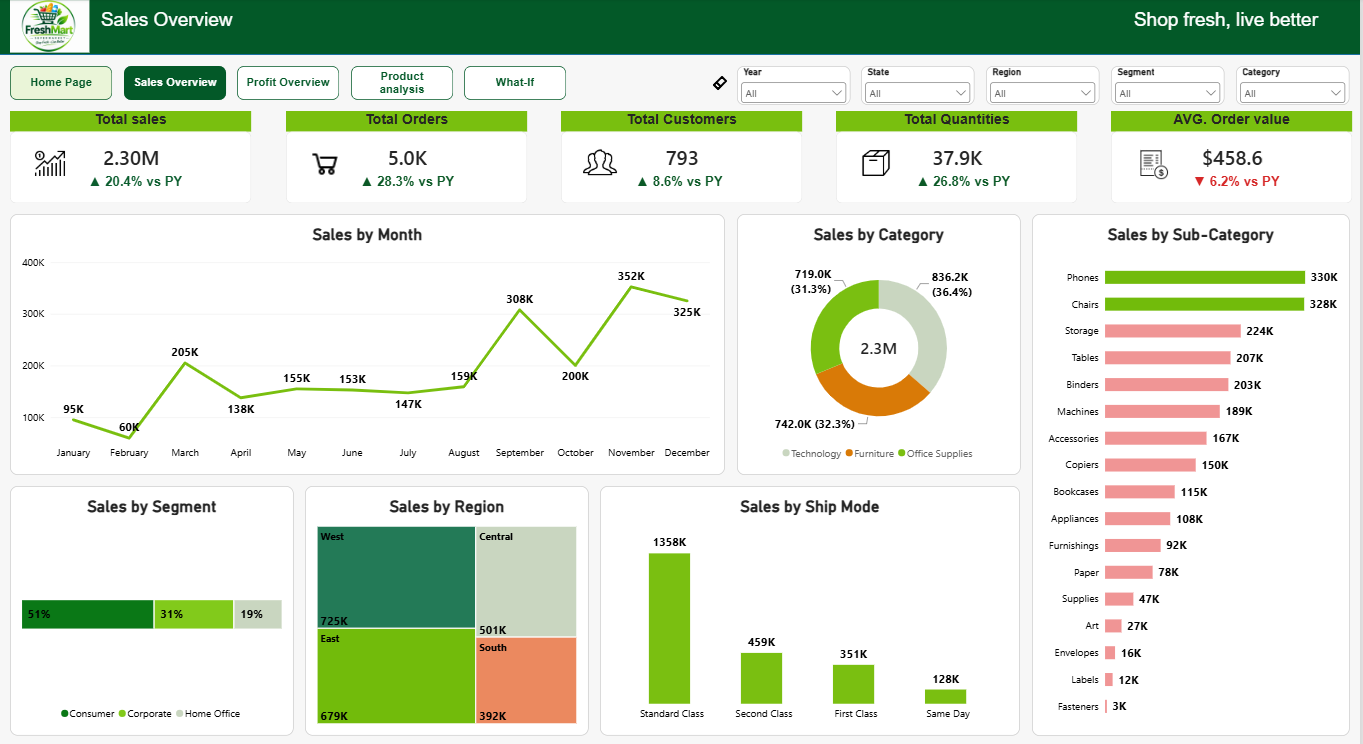 FreshMart
Sales Overview
Shop fresh, live better
Home Page
Sales Overview
Profit Overview
Product
analysis
What-If
Year
All
State
All
Region
All
Segment
All
Category
All
Total sales
2.30M
▲ 20.4% vs PY
Total Orders
5.0K
▲ 28.3% vs PY
Total Customers
793
▲ 8.6% vs PY
Total Quantities
37.9K
▲ 26.8% vs PY
AVG. Order value
$458.6
▼ 6.2% vs PY
Sales by Month
400K
300K
200K
100K
95K
60K
205K
138K
155K
153K
147K
159K
308K
200K
352K
325K
January
February
March
April
May
June
July
August
September
October
November
December
Sales by Category
719.0K
(31.3%)
836.2K
(36.4%)
2.3M
742.0K (32.3%)
Technology
Furniture
Office Supplies
Sales by Sub-Category
Phones 330K
Chairs 328K
Storage 224K
Tables 207K
Binders 203K
Machines 189K
Accessories 167K
Copiers 150K
Bookcases 115K
Appliances 108K
Furnishings 92K
Paper 78K
Supplies 47K
Art 27K
Envelopes 16K
Labels 12K
Fasteners 3K
Sales by Segment
51%
31%
19%
Consumer
Corporate
Home Office
Sales by Region
West
725K
Central
501K
East
679K
South
392K
Sales by Ship Mode
1358K
459K
351K
128K
Standard Class
Second Class
First Class
Same Day